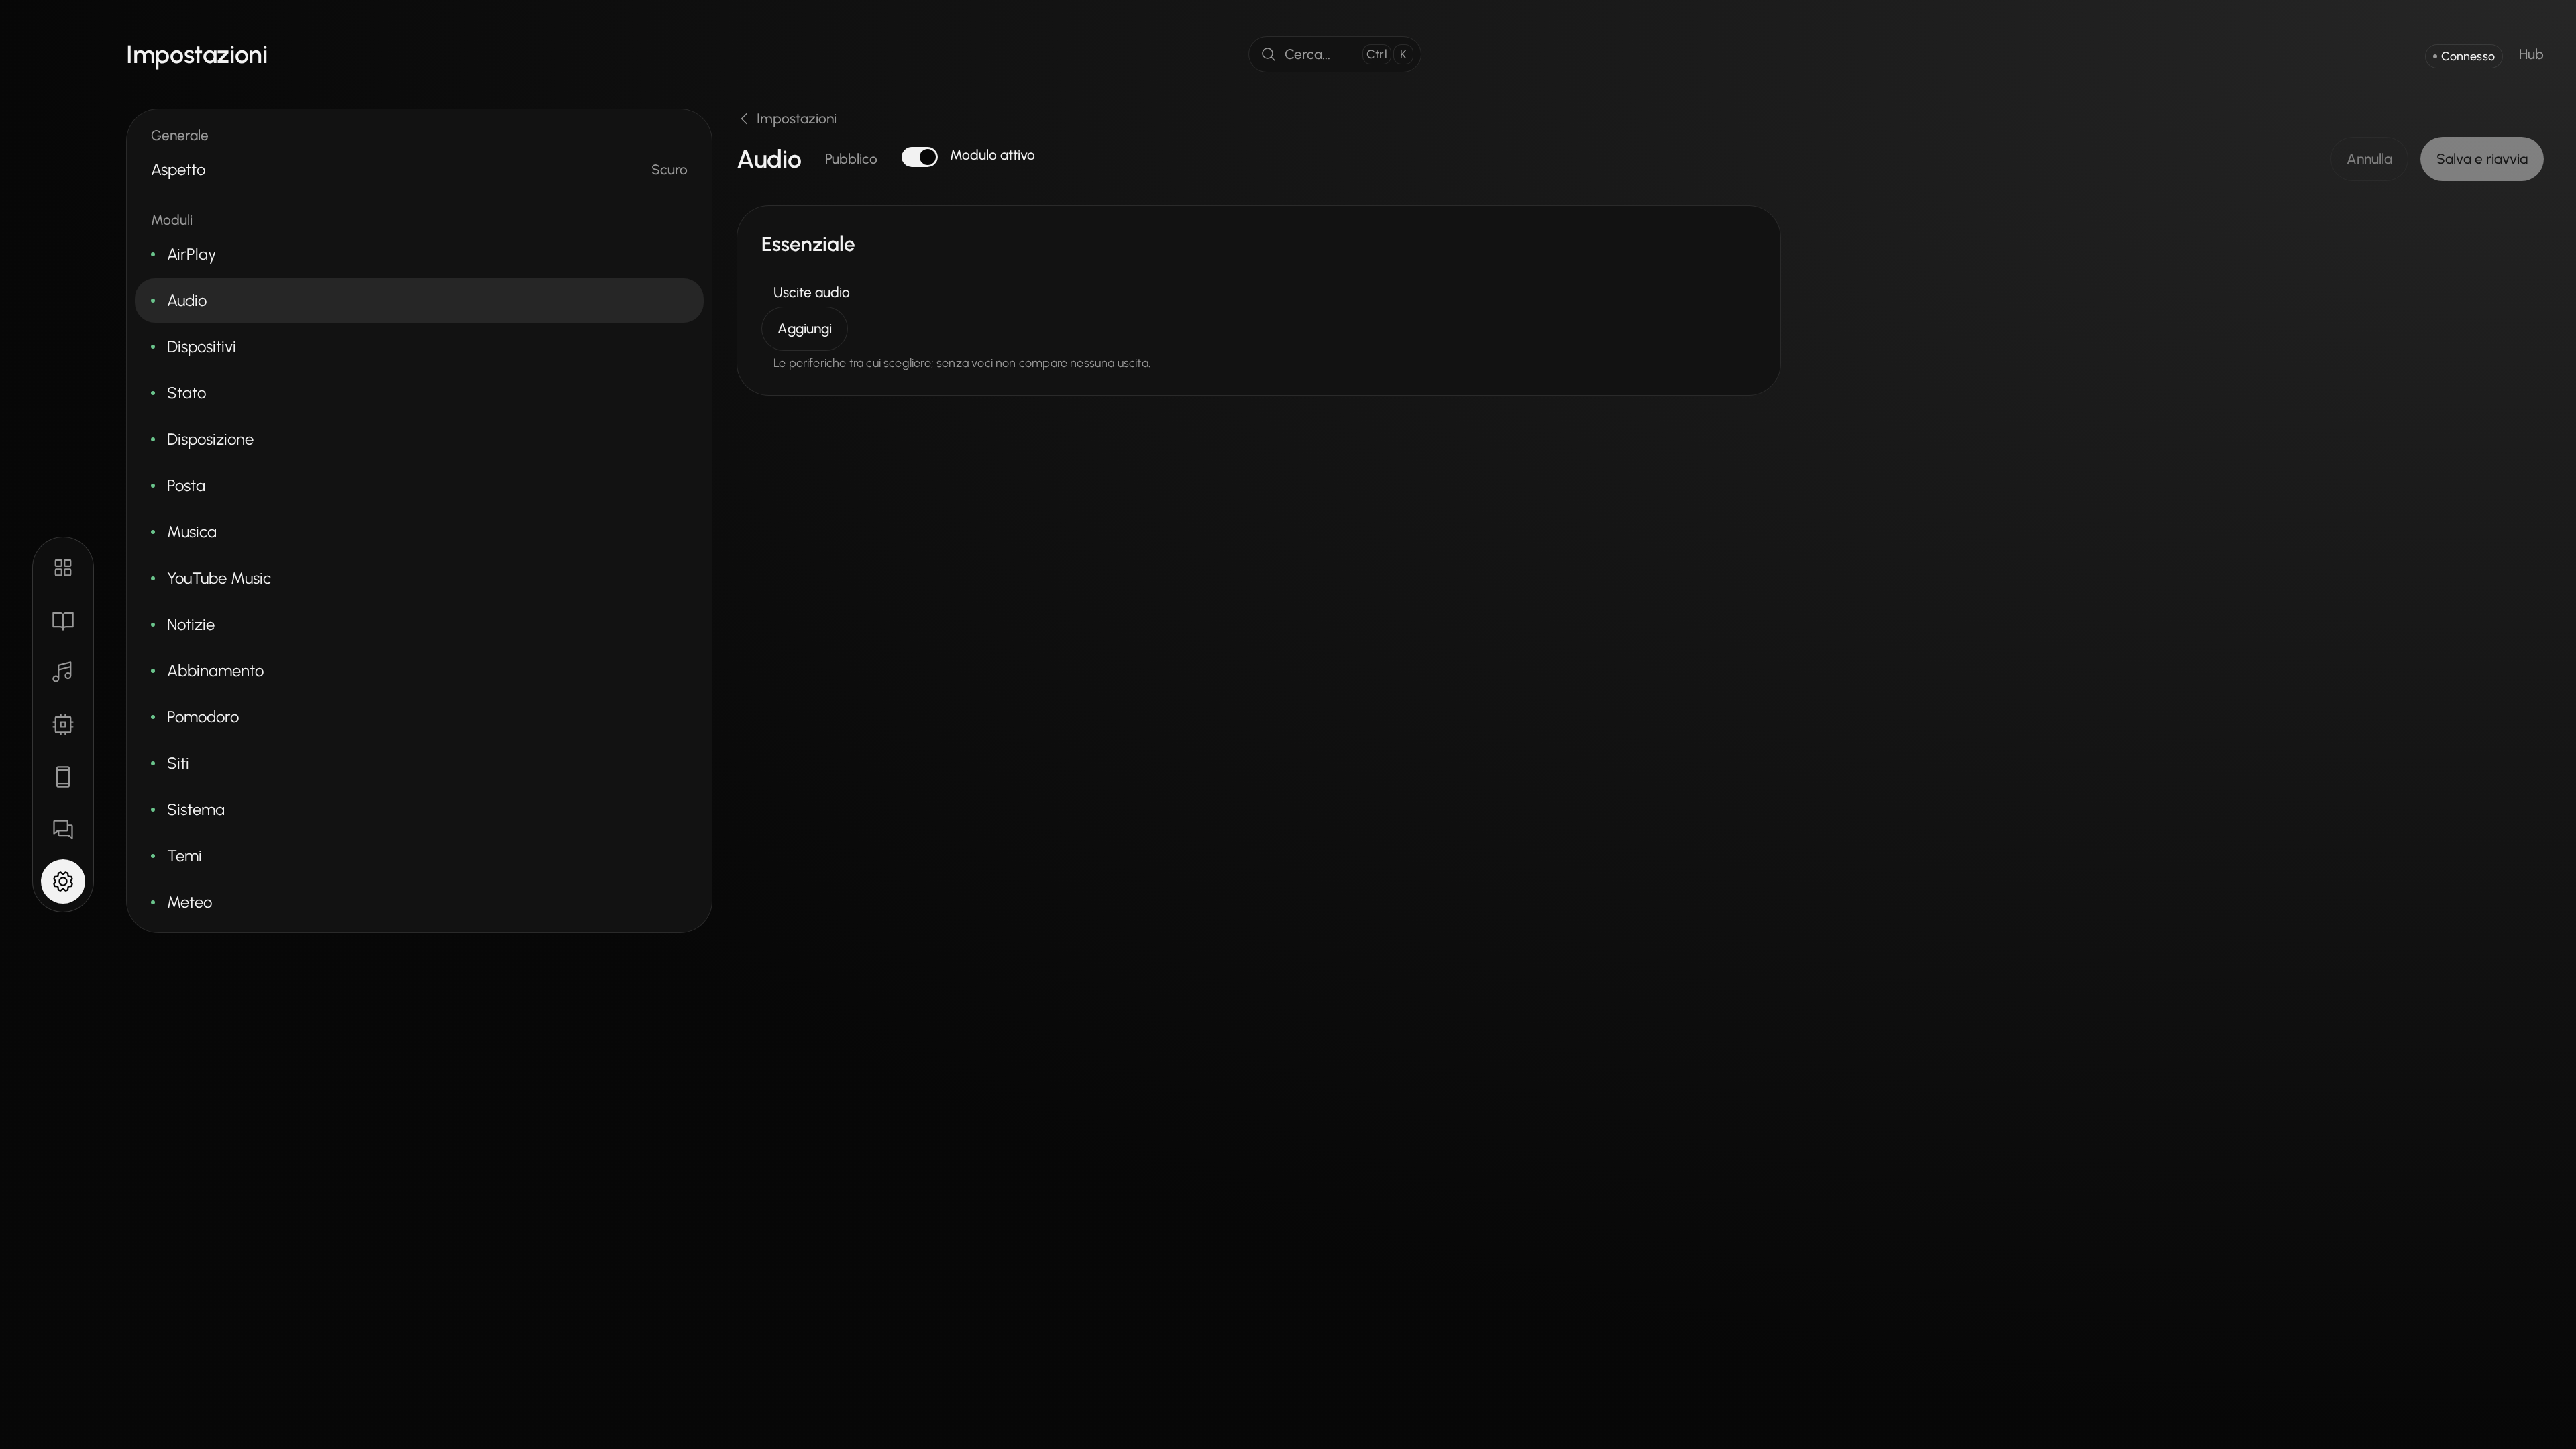 Impostazioni
Cerca...
Ctrl
K
Connesso
Hub
Generale
Aspetto
Scuro
Moduli
AirPlay
Audio
Dispositivi
Stato
Disposizione
Posta
Musica
YouTube Music
Notizie
Abbinamento
Pomodoro
Siti
Sistema
Temi
Meteo
Impostazioni
Audio
Pubblico
Modulo attivo
Annulla
Salva e riavvia
Essenziale
Uscite audio
Aggiungi
Le periferiche tra cui scegliere; senza voci non compare nessuna uscita.